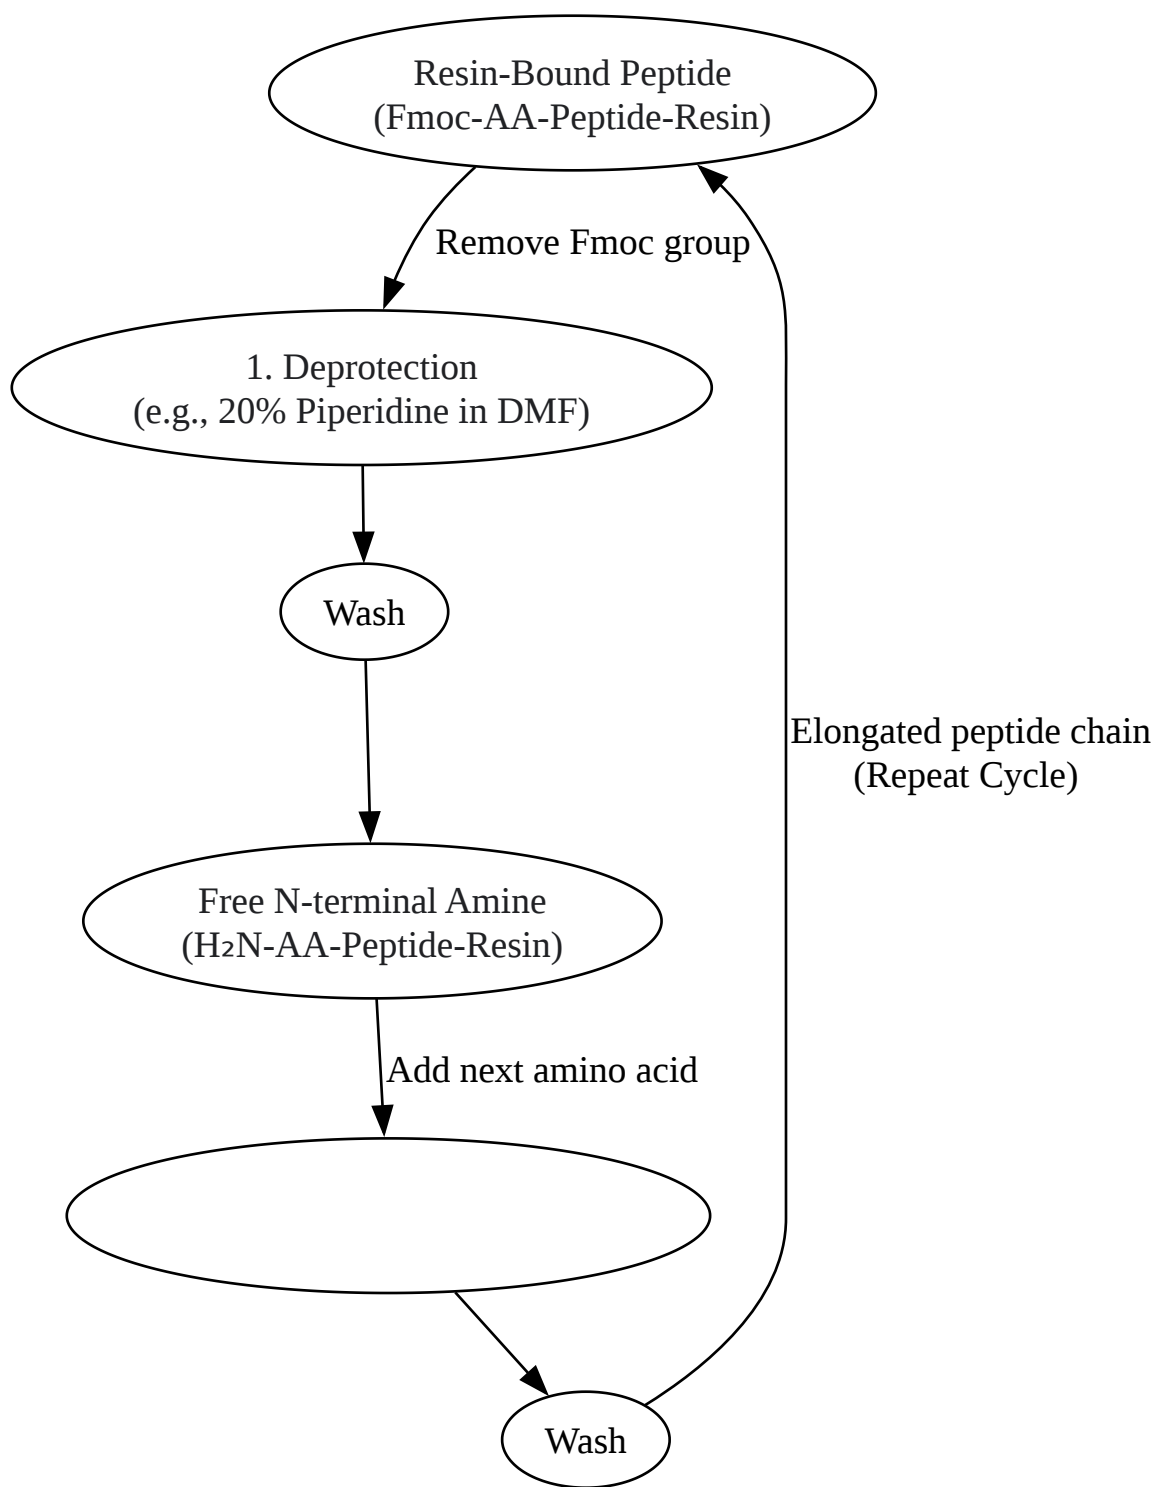 Resin-Bound Peptide
(Fmoc-AA-Peptide-Resin)
Remove Fmoc group
1. Deprotection
(e.g., 20% Piperidine in DMF)
Wash
Elongated peptide chain
(Repeat Cycle)
Free N-terminal Amine
(H₂N-AA-Peptide-Resin)
Add next amino acid
Wash